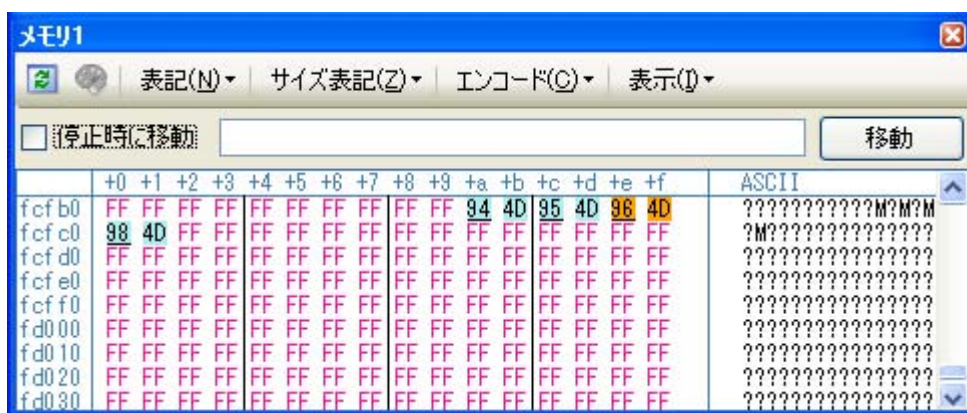 メモリ1
表記(N) サイズ表記(Z) エンコード(C) 表示(I)
停止時に移動 移動
+0 +1 +2 +3 +4 +5 +6 +7 +8 +9 +a +b +c +d +e +f ASCII
fcfb0 FF FF FF FF FF FF FF FF FF FF 94 4D 95 4D 96 4D ???????????M?M?M
fcfc0 98 4D FF FF FF FF FF FF FF FF FF FF FF FF FF FF ?M??????????????
fcfd0 FF FF FF FF FF FF FF FF FF FF FF FF FF FF FF FF ????????????????
fcfe0 FF FF FF FF FF FF FF FF FF FF FF FF FF FF FF FF ????????????????
fcff0 FF FF FF FF FF FF FF FF FF FF FF FF FF FF FF FF ????????????????
fd000 FF FF FF FF FF FF FF FF FF FF FF FF FF FF FF FF ????????????????
fd010 FF FF FF FF FF FF FF FF FF FF FF FF FF FF FF FF ????????????????
fd020 FF FF FF FF FF FF FF FF FF FF FF FF FF FF FF FF ????????????????
fd030 FF FF FF FF FF FF FF FF FF FF FF FF FF FF FF FF ????????????????